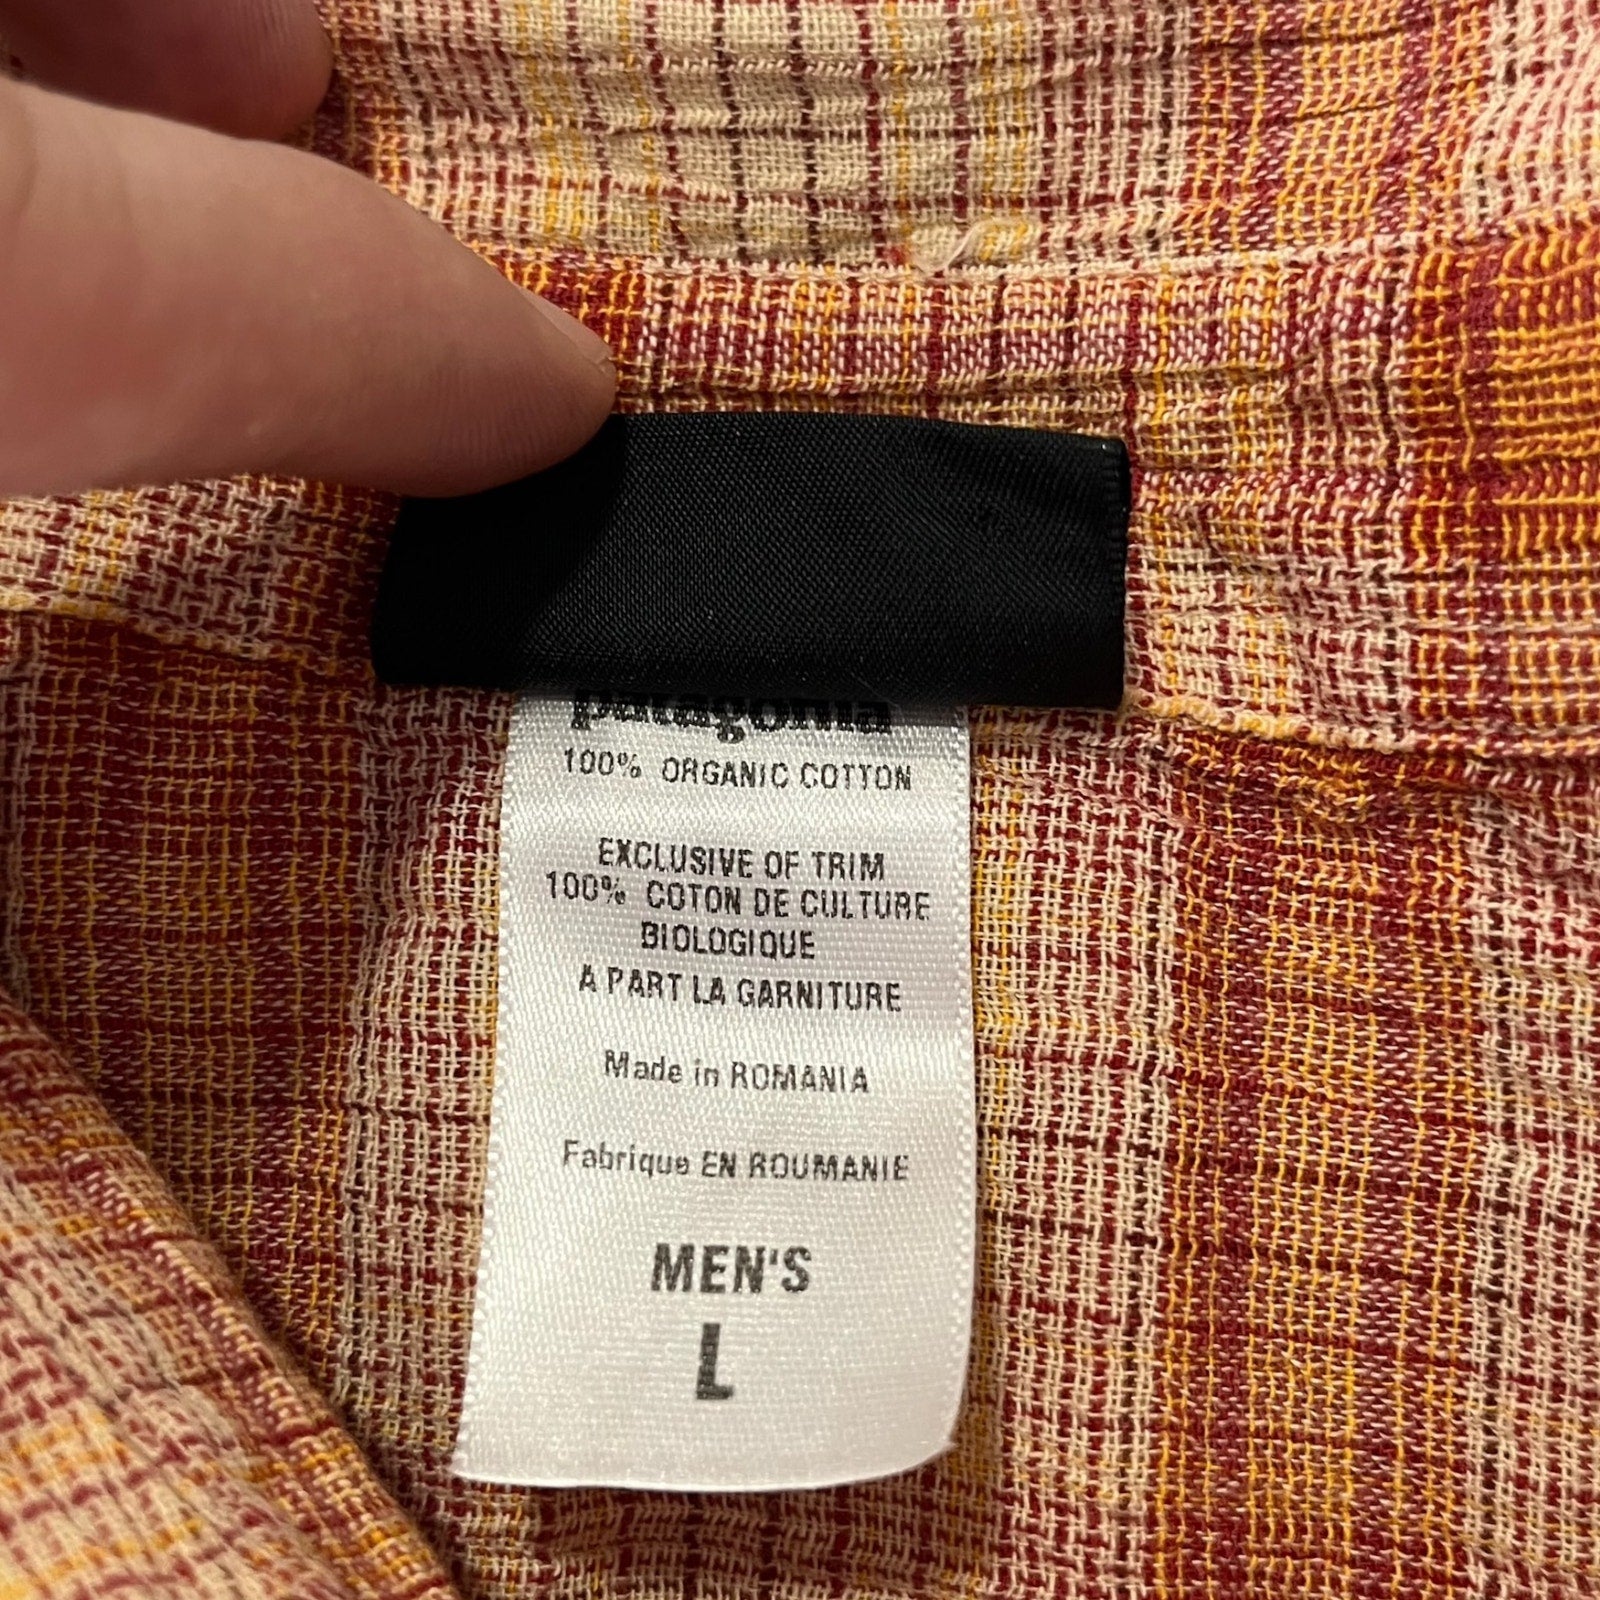 patagonia
100% ORGANIC COTTON
EXCLUSIVE OF TRIM
100% COTON DE CULTURE
BIOLOGIQUE
A PART LA GARNITURE
Made in ROMANIA
Fabrique EN ROUMANIE
MEN'S
L